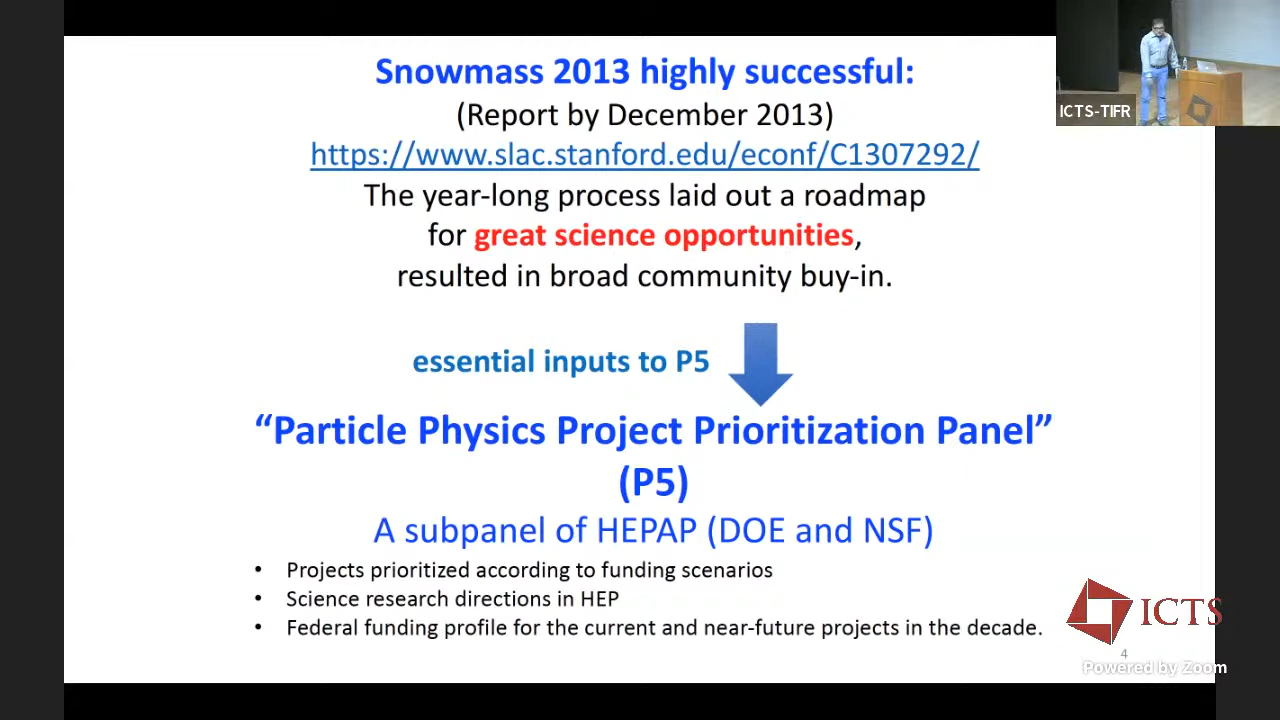 Snowmass 2013 highly successful:
(Report by December 2013)
https://www.slac.stanford.edu/econf/C1307292/
The year-long process laid out a roadmap
for great science opportunities,
resulted in broad community buy-in.
essential inputs to P5
“Particle Physics Project Prioritization Panel”
(P5)
A subpanel of HEPAP (DOE and NSF)
• Projects prioritized according to funding scenarios
• Science research directions in HEP
• Federal funding profile for the current and near-future projects in the decade.
ICTS-TIFR
ICTS
4
Powered by Zoom